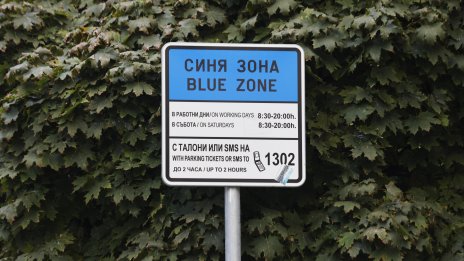 СИНЯ ЗОНА
BLUE ZONE
В РАБОТНИ ДНИ/ON WORKING DAYS 8:30-20:00h.
В СЪБОТА/ON SATURDAYS 8:30-20:00h.
С ТАЛОНИ ИЛИ SMS НА
WITH PARKING TICKETS OR SMS TO 1302
ДО 2 ЧАСА/UP TO 2 HOURS